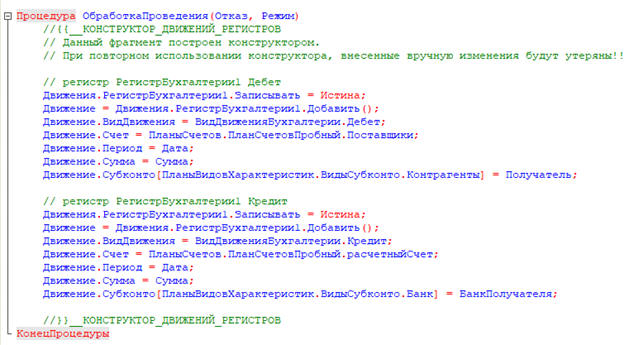 Процедура ОбработкаПроведения(Отказ, Режим)
//{{__КОНСТРУКТОР_ДВИЖЕНИЙ_РЕГИСТРОВ
// Данный фрагмент построен конструктором.
// При повторном использовании конструктора, внесенные вручную изменения будут утеряны!!
// регистр РегистрБухгалтерии1 Дебет
Движения.РегистрБухгалтерии1.Записывать = Истина;
Движение = Движения.РегистрБухгалтерии1.Добавить();
Движение.ВидДвижения = ВидДвиженияБухгалтерии.Дебет;
Движение.Счет = ПланыСчетов.ПланСчетовПробный.Поставщики;
Движение.Период = Дата;
Движение.Сумма = Сумма;
Движение.Субконто[ПланыВидовХарактеристик.ВидыСубконто.Контрагенты] = Получатель;
// регистр РегистрБухгалтерии1 Кредит
Движения.РегистрБухгалтерии1.Записывать = Истина;
Движение = Движения.РегистрБухгалтерии1.Добавить();
Движение.ВидДвижения = ВидДвиженияБухгалтерии.Кредит;
Движение.Счет = ПланыСчетов.ПланСчетовПробный.расчетныйСчет;
Движение.Период = Дата;
Движение.Сумма = Сумма;
Движение.Субконто[ПланыВидовХарактеристик.ВидыСубконто.Банк] = БанкПолучателя;
//}}__КОНСТРУКТОР_ДВИЖЕНИЙ_РЕГИСТРОВ
КонецПроцедуры